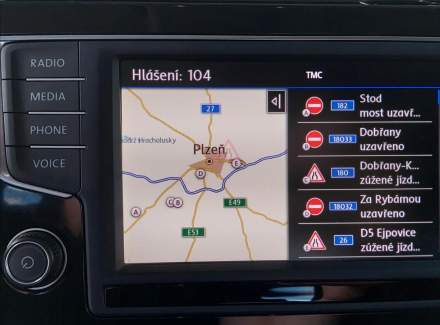 RADIO
MEDIA
PHONE
VOICE
Hlášení: 104
TMC
27
Plzeň
E
D
A
C B
E49
E53
182
Stod
most uzavř...
A
18033
Dobřany
uzavřeno
B
180
Dobřany-K...
zúžené jízd...
18032
Za Rybárnou
uzavřeno
D
26
D5 Ejpovice
zúžené jízd...
E